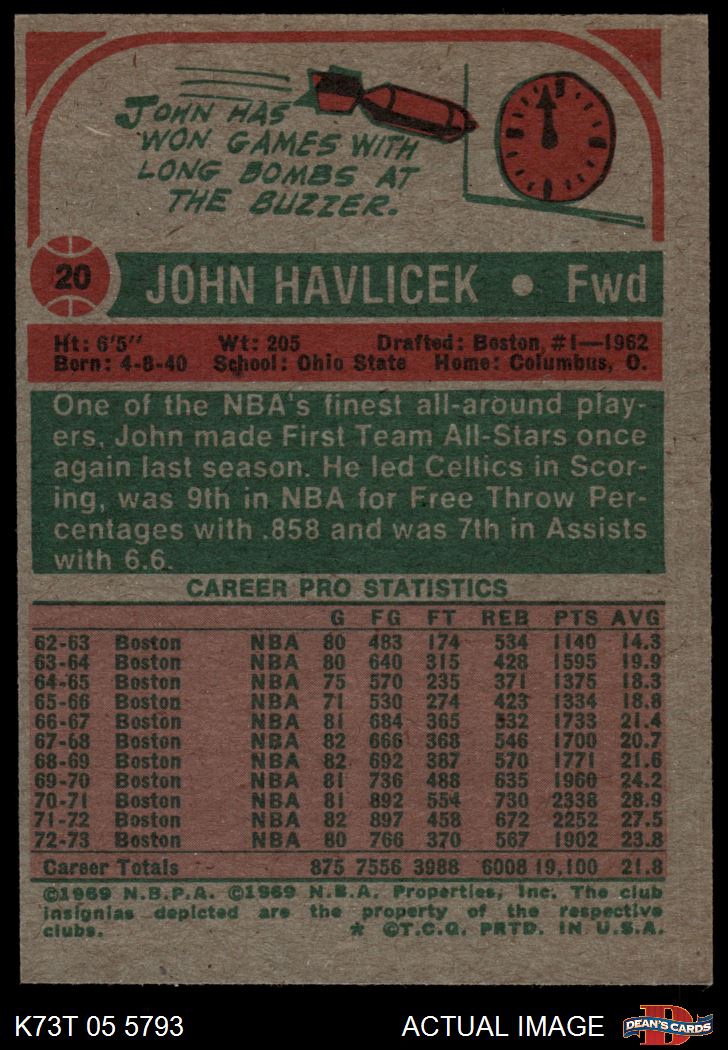 JOHN HAS
WON GAMES WITH
LONG BOMBS AT
THE BUZZER.
20 JOHN HAVLICEK • Fwd
Ht: 6'5" Wt: 205 Drafted: Boston, #1—1962
Born: 4-8-40 School: Ohio State Home: Columbus, O.
One of the NBA's finest all-around play-
ers, John made First Team All-Stars once
again last season. He led Celtics in Scor-
ing, was 9th in NBA for Free Throw Per-
centages with .858 and was 7th in Assists
with 6.6.
CAREER PRO STATISTICS
G FG FT REB PTS AVG
62-63 Boston NBA 80 483 174 534 1140 14.3
63-64 Boston NBA 80 640 315 428 1595 19.9
64-65 Boston NBA 75 570 235 371 1375 18.3
65-66 Boston NBA 71 530 274 423 1334 18.8
66-67 Boston NBA 81 684 365 532 1733 21.4
67-68 Boston NBA 82 666 368 546 1700 20.7
68-69 Boston NBA 82 692 387 570 1771 21.6
69-70 Boston NBA 81 736 488 635 1960 24.2
70-71 Boston NBA 81 892 554 730 2338 28.9
71-72 Boston NBA 82 897 458 672 2252 27.5
72-73 Boston NBA 80 766 370 567 1902 23.8
Career Totals 875 7556 3988 6008 19,100 21.8
©1969 N.B.P.A. ©1969 N.B.A. Properties, Inc. The club
insignias depicted are the property of the respective
clubs. * ©T.C.G. PRTD. IN U.S.A.
K73T 05 5793 ACTUAL IMAGE D DEAN'S CARDS